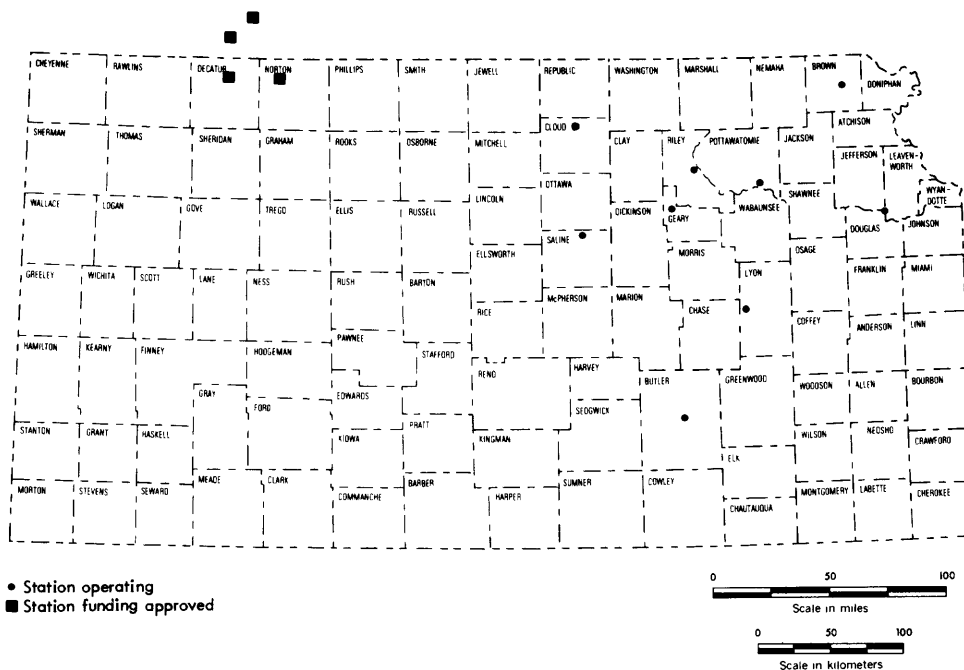 CHEYENNE RAWLINS DECATUR NORTON PHILLIPS SMITH JEWELL REPUBLIC WASHINGTON MARSHALL NEMAHA BROWN
DONIPHAN
ATCHISON
SHERMAN THOMAS SHERIDAN GRAHAM ROOKS OSBORNE MITCHELL CLOUD CLAY RILEY POTTAWATOMIE JACKSON
JEFFERSON LEAVEN-
WORTH
OTTAWA
WYAN-
DOTTE
WALLACE LOGAN GOVE TREGO ELLIS RUSSELL LINCOLN DICKINSON GEARY WABAUNSEE SHAWNEE
DOUGLAS JOHNSON
SALINE
ELLSWORTH MORRIS OSAGE
GREELEY WICHITA SCOTT LANE NESS RUSH BARTON LYON FRANKLIN MIAMI
RICE McPHERSON MARION CHASE
COFFEY ANDERSON LINN
HAMILTON KEARNY FINNEY HODGEMAN PAWNEE
STAFFORD
RENO HARVEY BUTLER GREENWOOD WOODSON ALLEN BOURBON
GRAY FORD EDWARDS SEDGWICK
STANTON GRANT HASKELL KIOWA PRATT KINGMAN WILSON NEOSHO CRAWFORD
ELK
MORTON STEVENS SEWARD MEADE CLARK COMMANCHE BARBER HARPER SUMNER COWLEY MONTGOMERY LABETTE CHEROKEE
CHAUTAUQUA
Station operating
Station funding approved
0 50 100
Scale in miles
0 25 50 75 100
Scale in kilometers